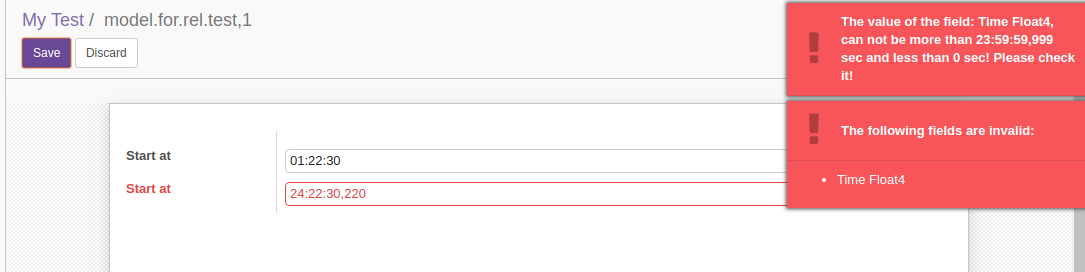 My Test / model.for.rel.test,1
Save Discard
The value of the field: Time Float4,
can not be more than 23:59:59,999
sec and less than 0 sec! Please check
it!
The following fields are invalid:
• Time Float4
Start at 01:22:30
Start at 24:22:30,220